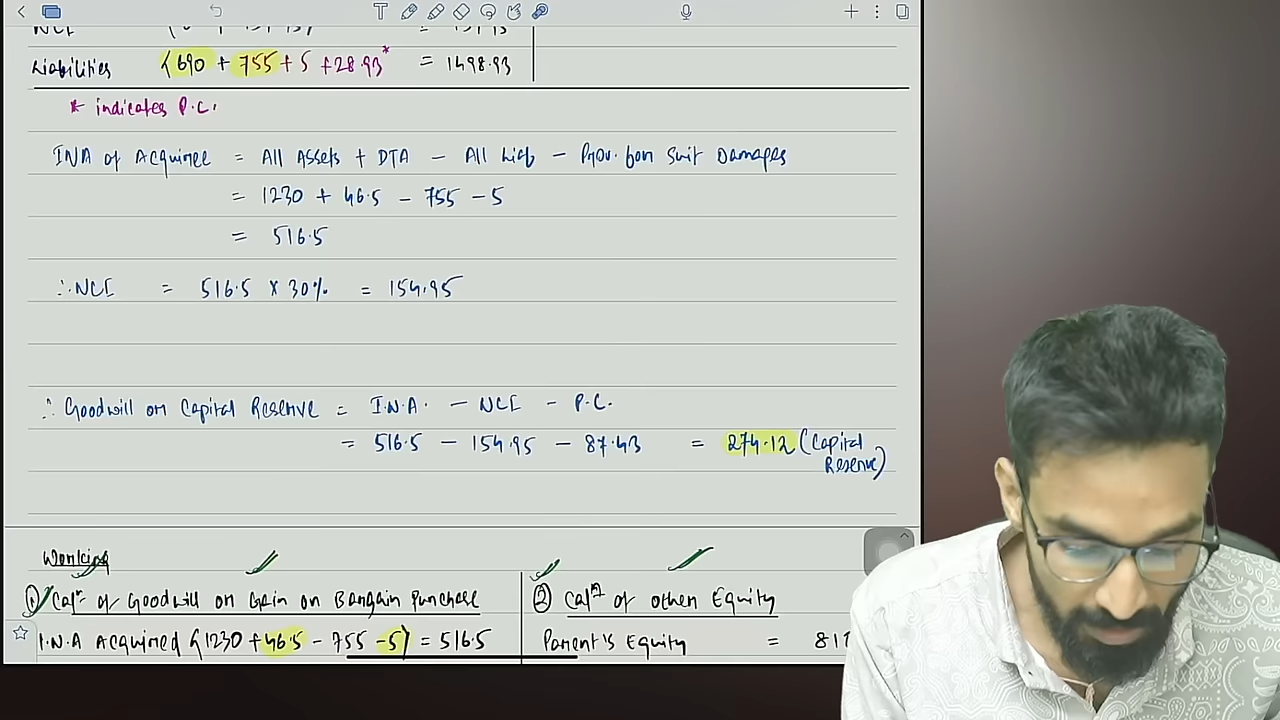 Liabilities (690 + 755 + 5 + 28.93* = 1498.93
* indicates P.C.
INA of Acquiree = All Assets + DTA - All Liab - Prov. for Suit Damages
= 1230 + 46.5 - 755 - 5
= 516.5
∴ NCI = 516.5 x 30% = 154.95
∴ Goodwill or Capital Reserve = I.N.A. - NCI - P.C.
= 516.5 - 154.95 - 87.43 = 274.12 (Capital Reserve)
Working
① Calⁿ of Goodwill or Gain on Bargain Purchase
I.N.A Acquired (1230 + 46.5 - 755 - 5) = 516.5
② Calⁿ of Other Equity
Parent's Equity =